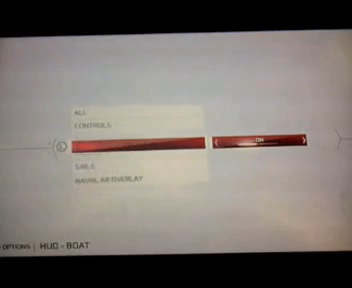 ALL
CONTROLS
ON
SAILS
NAVAL AR OVERLAY
OPTIONS | HUD - BOAT